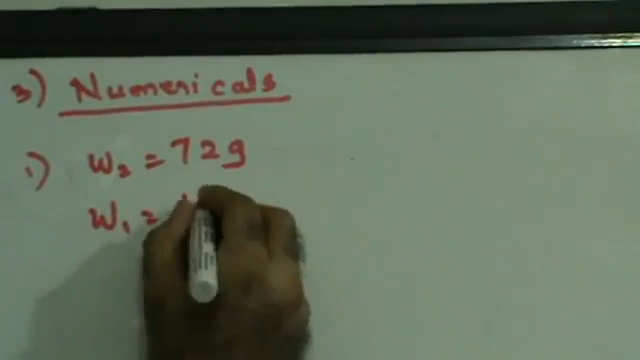 3) Numericals
1) W₂ = 72g
W₁ =